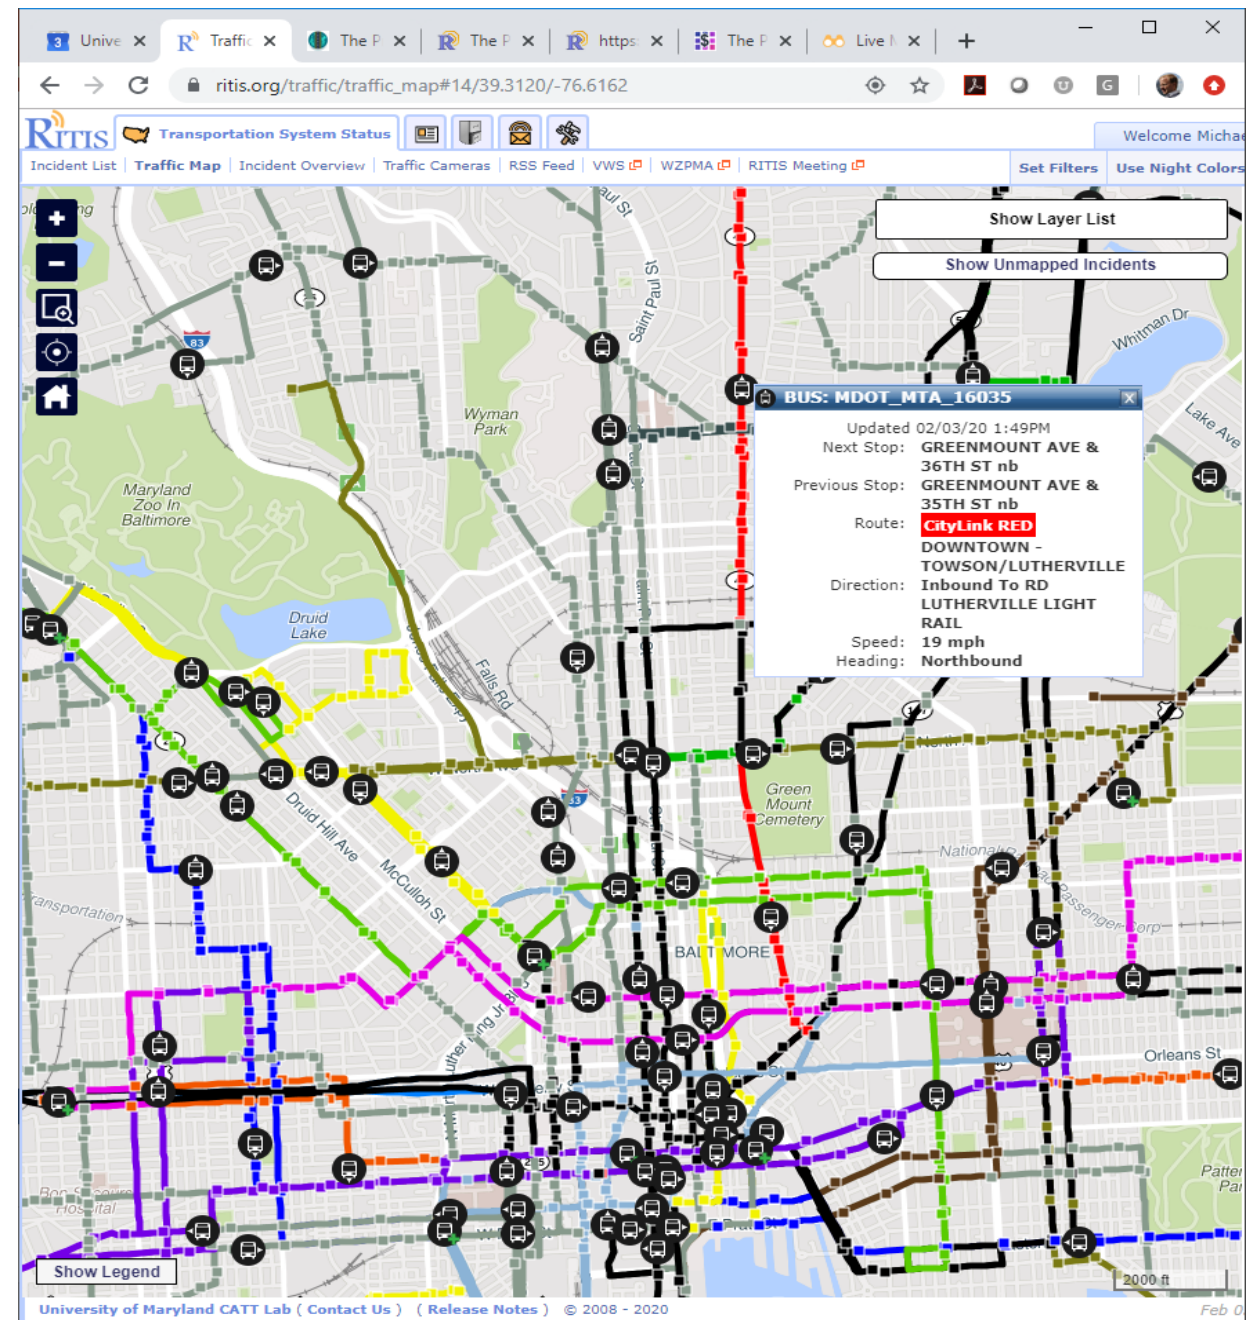 3 Unive
R Traffic
The P
R The P
R https:
The P
Live M
ritis.org/traffic/traffic_map#14/39.3120/-76.6162
RITIS
Transportation System Status
Welcome Michae
Incident List | Traffic Map | Incident Overview | Traffic Cameras | RSS Feed | VWS | WZPMA | RITIS Meeting
Set Filters
Use Night Colors
Show Layer List
Show Unmapped Incidents
Saint Paul St
Whitman Dr
83
Wyman
Park
Lake Ave
BUS: MDOT_MTA_16035
Updated 02/03/20 1:49PM
Next Stop: GREENMOUNT AVE &
36TH ST nb
Previous Stop: GREENMOUNT AVE &
35TH ST nb
Route: CityLink RED
DOWNTOWN -
TOWSON/LUTHERVILLE
Direction: Inbound To RD
LUTHERVILLE LIGHT
RAIL
Speed: 19 mph
Heading: Northbound
Maryland
Zoo In
Baltimore
Druid
Lake
Falls Rd
83
Green
Mount
Cemetery
Druid Hill Ave
McCulloh St
BALTIMORE
Orleans St
Show Legend
2000 ft
University of Maryland CATT Lab ( Contact Us ) ( Release Notes ) © 2008 - 2020
Feb 0